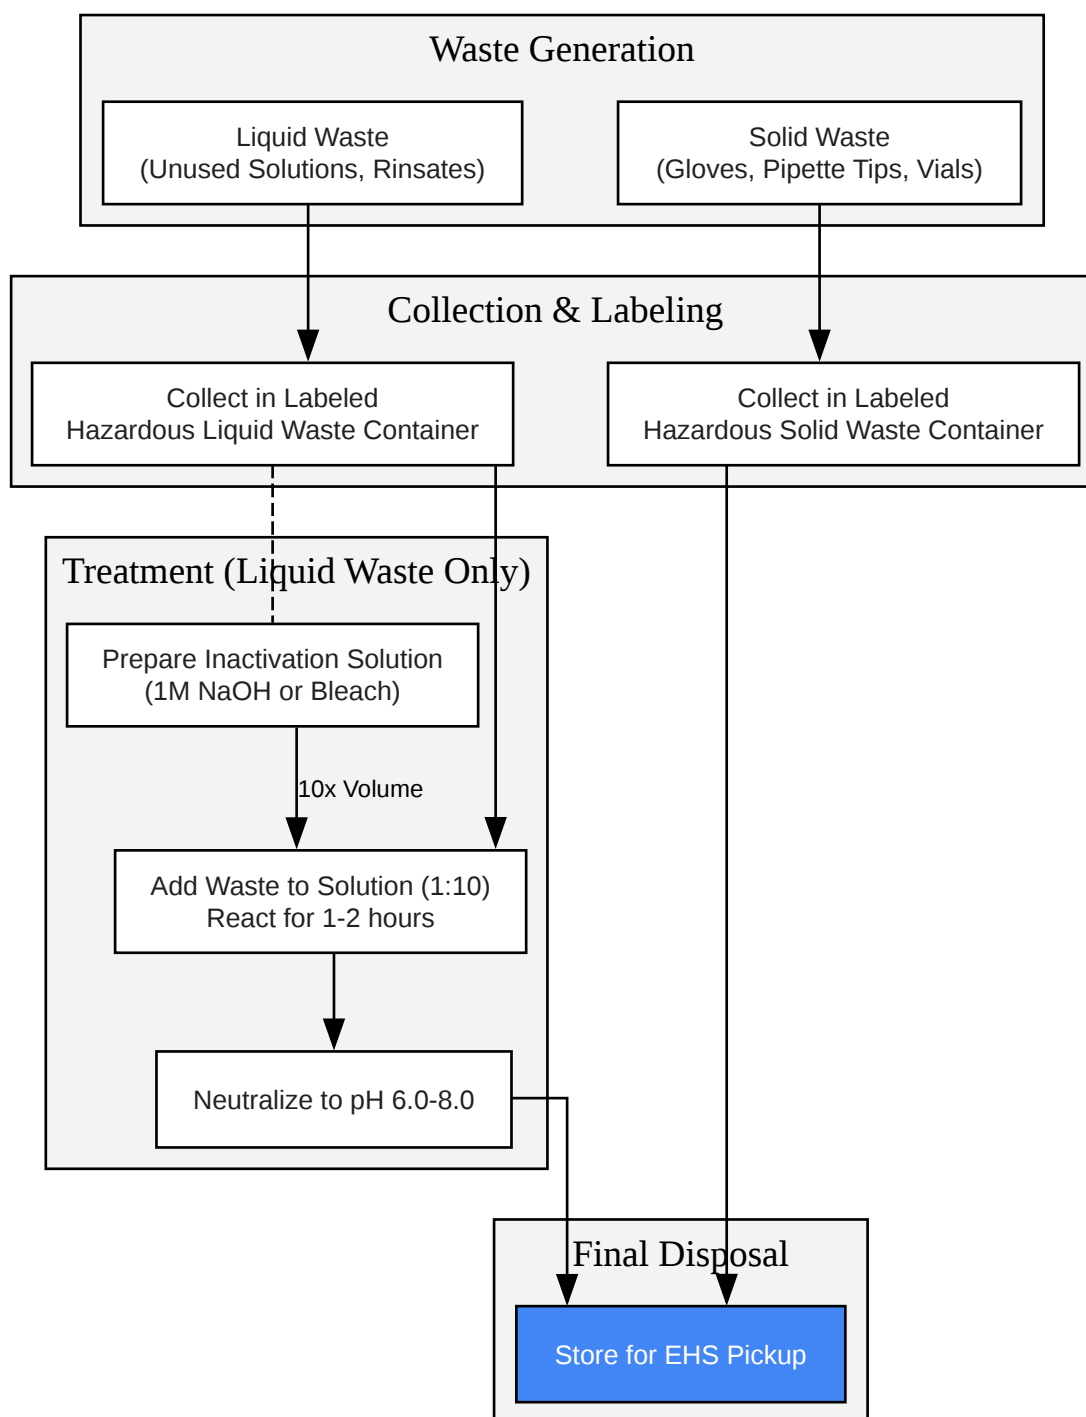 Waste Generation
Liquid Waste
(Unused Solutions, Rinsates)
Solid Waste
(Gloves, Pipette Tips, Vials)
Collection & Labeling
Collect in Labeled
Hazardous Liquid Waste Container
Collect in Labeled
Hazardous Solid Waste Container
Treatment (Liquid Waste Only)
Prepare Inactivation Solution
(1M NaOH or Bleach)
10x Volume
Add Waste to Solution (1:10)
React for 1-2 hours
Neutralize to pH 6.0-8.0
Final Disposal
Store for EHS Pickup